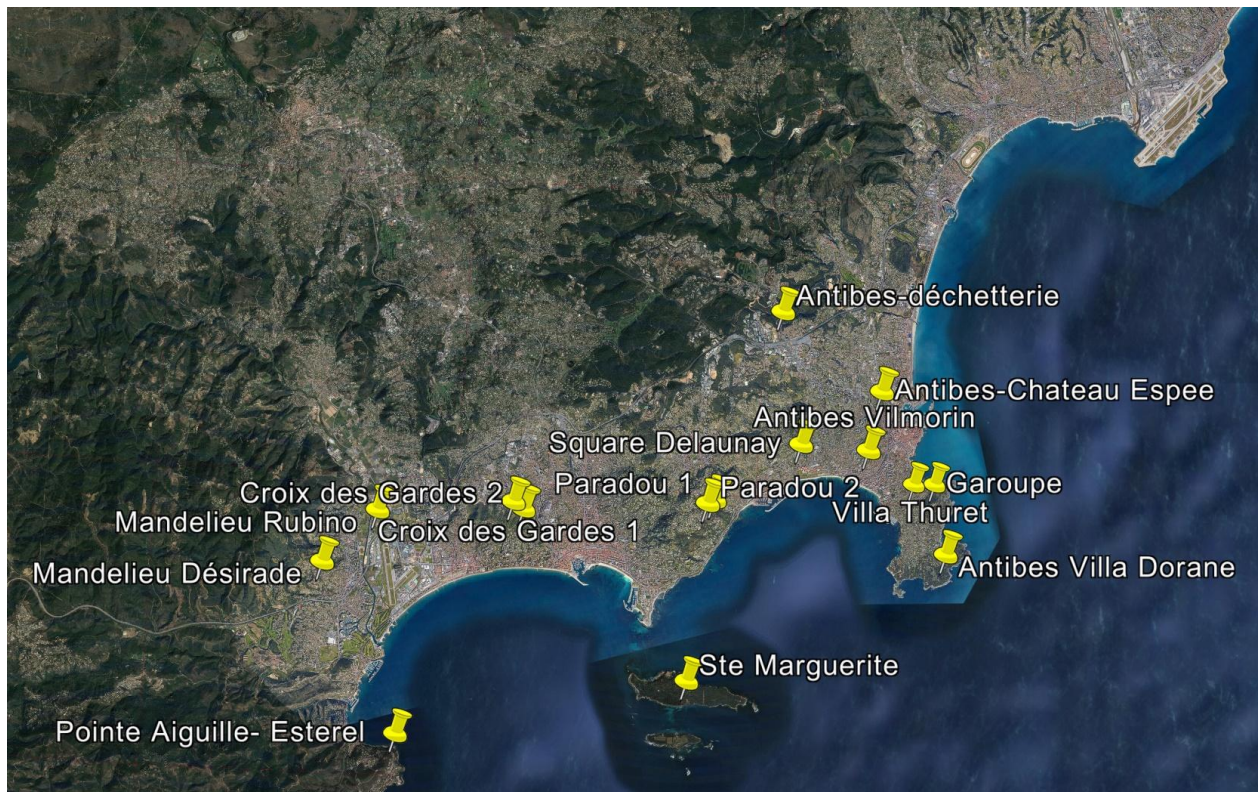 Antibes-déchetterie
Antibes-Chateau Espee
Antibes Vilmorin
Square Delaunay
Paradou 1
Paradou 2
Garoupe
Croix des Gardes 2
Villa Thuret
Mandelieu Rubino
Croix des Gardes 1
Mandelieu Désirade
Antibes Villa Dorane
Ste Marguerite
Pointe Aiguille- Esterel